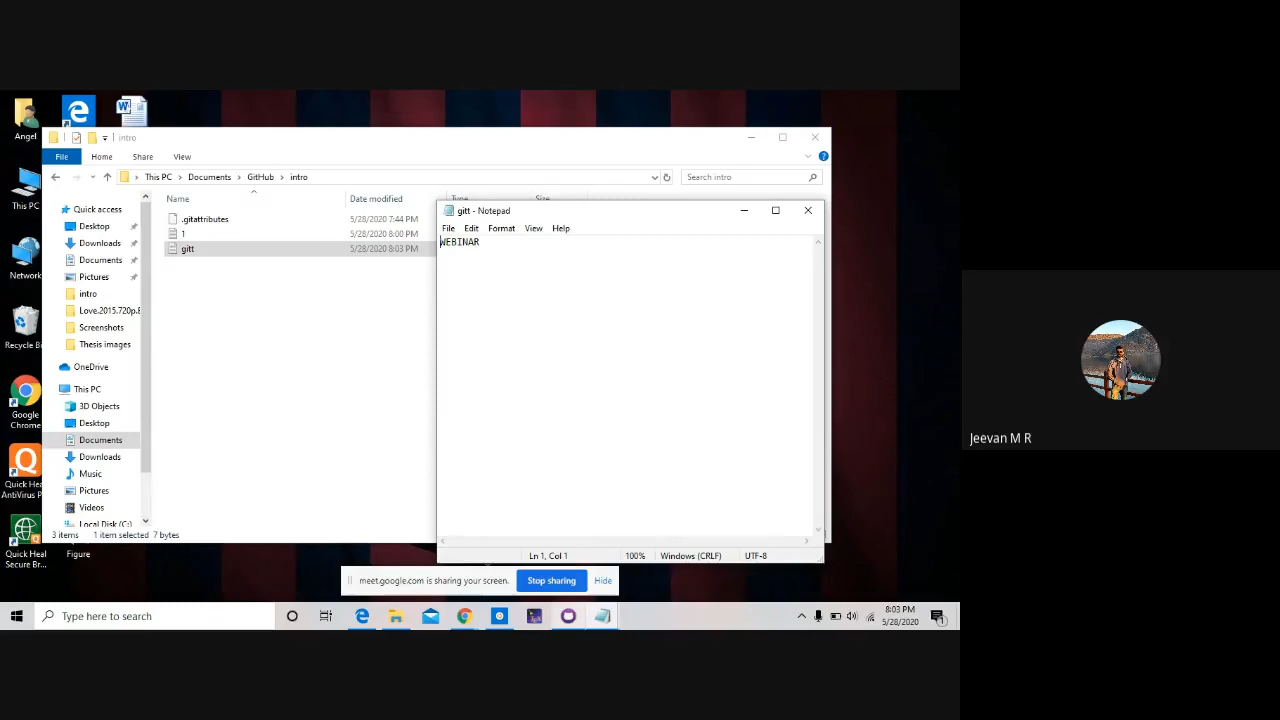 Angel
This PC
Network
Recycle Bi
Google
Chrome
Quick Hea
AntiVirus P
Quick Heal
Secure Br...
Figure
intro
File
Home
Share
View
This PC
Documents
GitHub
intro
Search intro
Quick access
Desktop
Downloads
Documents
Pictures
intro
Love.2015.720p.B
Screenshots
Thesis images
OneDrive
This PC
3D Objects
Desktop
Documents
Downloads
Music
Pictures
Videos
Local Disk (C:)
Name
Date modified
Type
Size
.gitattributes
5/28/2020 7:44 PM
1
5/28/2020 8:00 PM
gitt
5/28/2020 8:03 PM
3 items
1 item selected
7 bytes
gitt - Notepad
File
Edit
Format
View
Help
WEBINAR
Ln 1, Col 1
100%
Windows (CRLF)
UTF-8
meet.google.com is sharing your screen.
Stop sharing
Hide
Type here to search
8:03 PM
5/28/2020
1
Jeevan M R